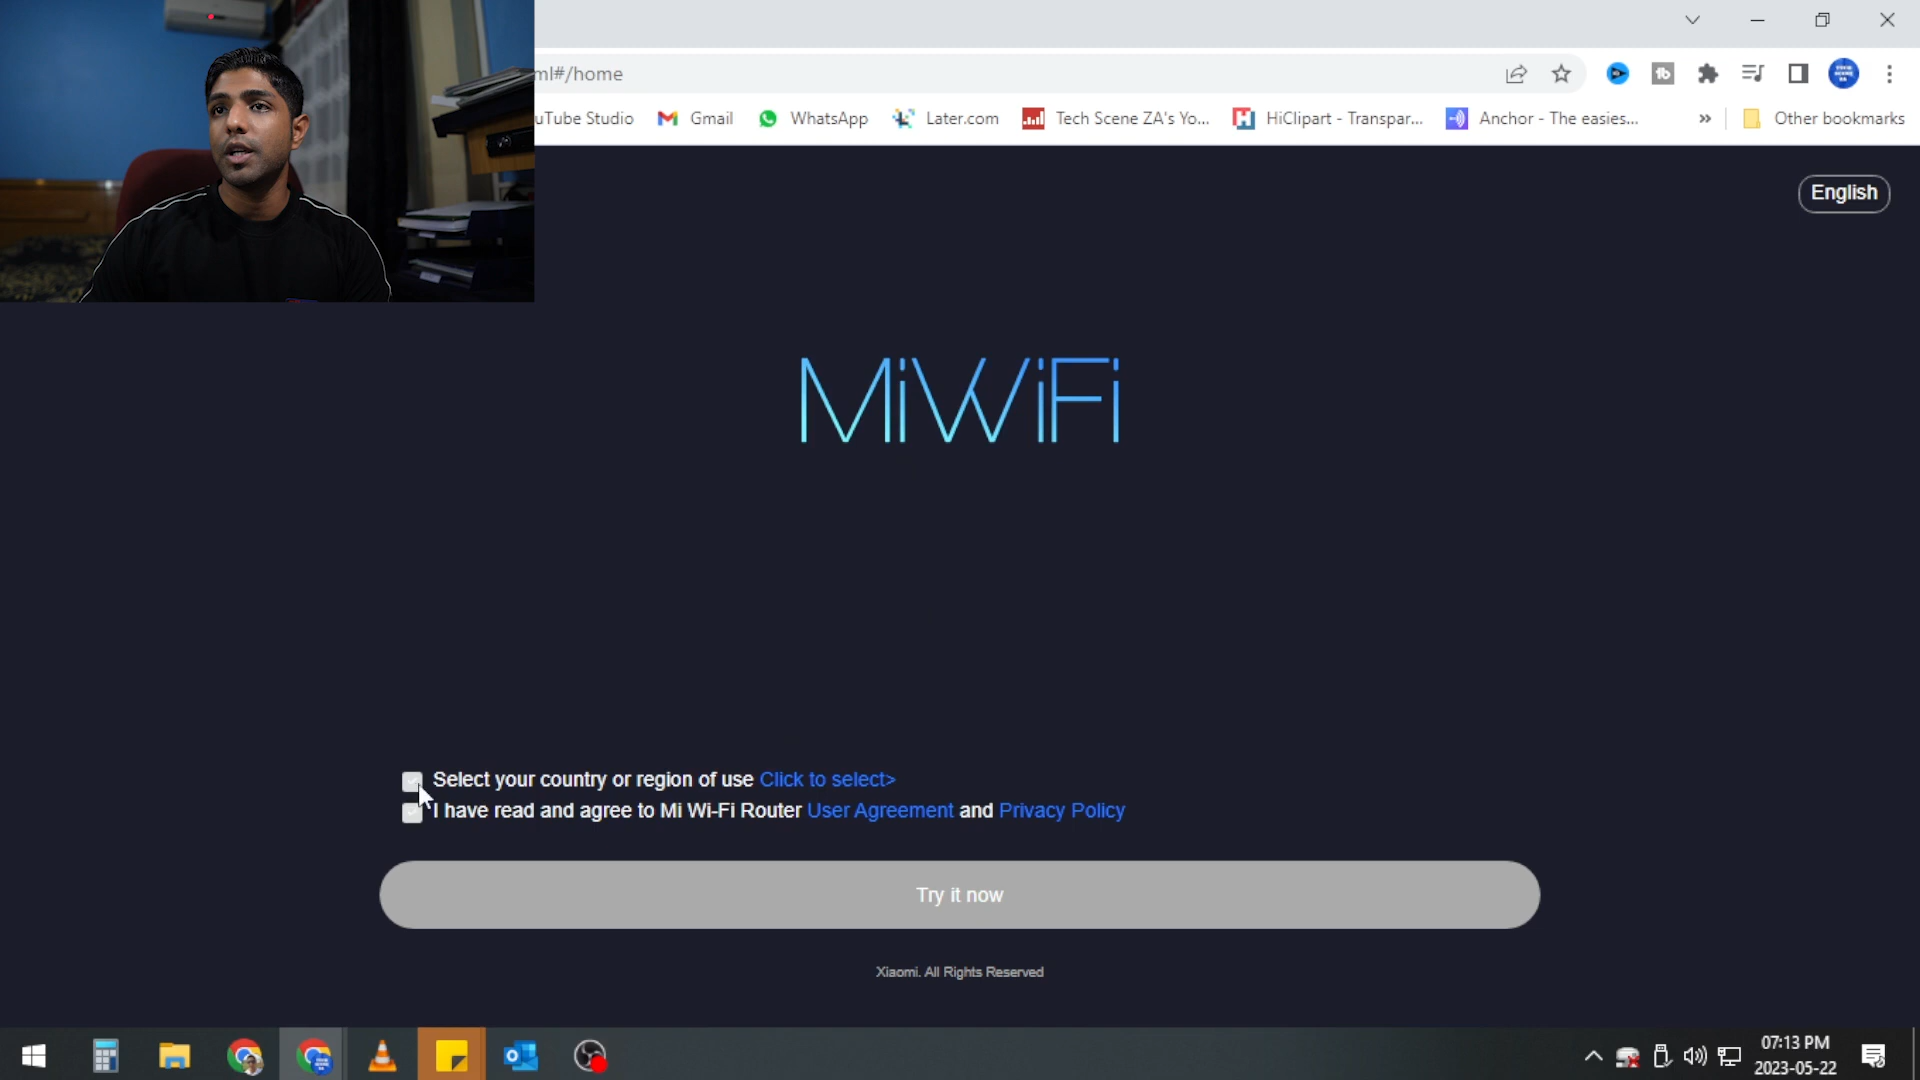 ml#/home
uTube Studio
Gmail
WhatsApp
Later.com
Tech Scene ZA's Yo...
HiClipart - Transpar...
Anchor - The easies...
»
Other bookmarks
English
MiWiFi
Select your country or region of use Click to select>
I have read and agree to Mi Wi-Fi Router User Agreement and Privacy Policy
Try it now
Xiaomi. All Rights Reserved
07:13 PM
2023-05-22